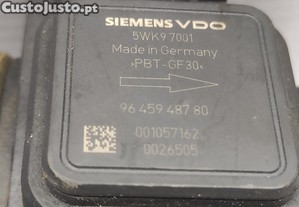 CustoJusto.pt
SIEMENS VDO
5WK9 7001
Made in Germany
›PBT-GF30‹
96 459 487 80
001057162
0026505